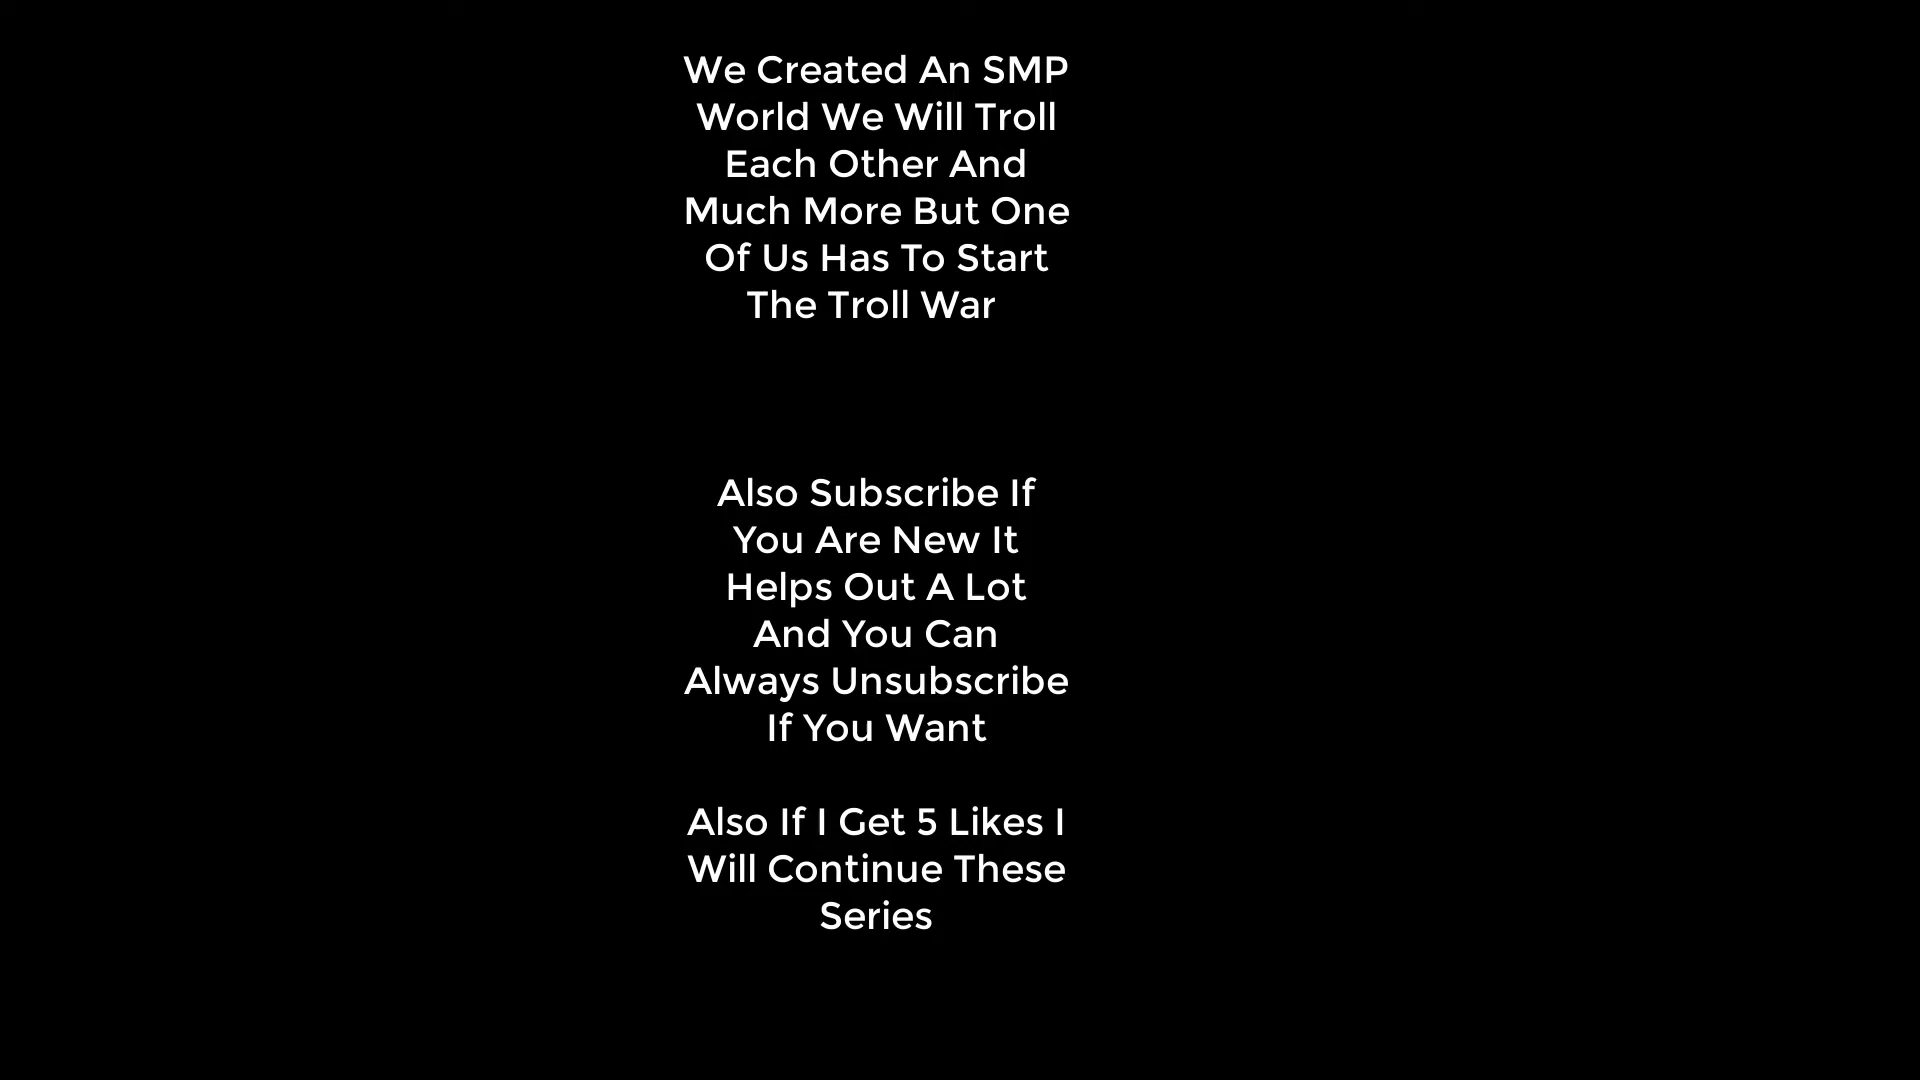 We Created An SMP
World We Will Troll
Each Other And
Much More But One
Of Us Has To Start
The Troll War
Also Subscribe If
You Are New It
Helps Out A Lot
And You Can
Always Unsubscribe
If You Want
Also If I Get 5 Likes I
Will Continue These
Series